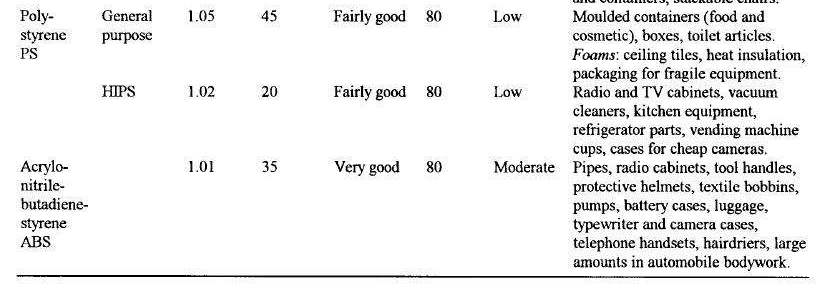 and containers, stackable chairs.
Poly- General 1.05 45 Fairly good 80 Low Moulded containers (food and
styrene purpose cosmetic), boxes, toilet articles.
PS Foams: ceiling tiles, heat insulation,
packaging for fragile equipment.
HIPS 1.02 20 Fairly good 80 Low Radio and TV cabinets, vacuum
cleaners, kitchen equipment,
refrigerator parts, vending machine
cups, cases for cheap cameras.
Acrylo- 1.01 35 Very good 80 Moderate Pipes, radio cabinets, tool handles,
nitrile- protective helmets, textile bobbins,
butadiene- pumps, battery cases, luggage,
styrene typewriter and camera cases,
ABS telephone handsets, hairdriers, large
amounts in automobile bodywork.